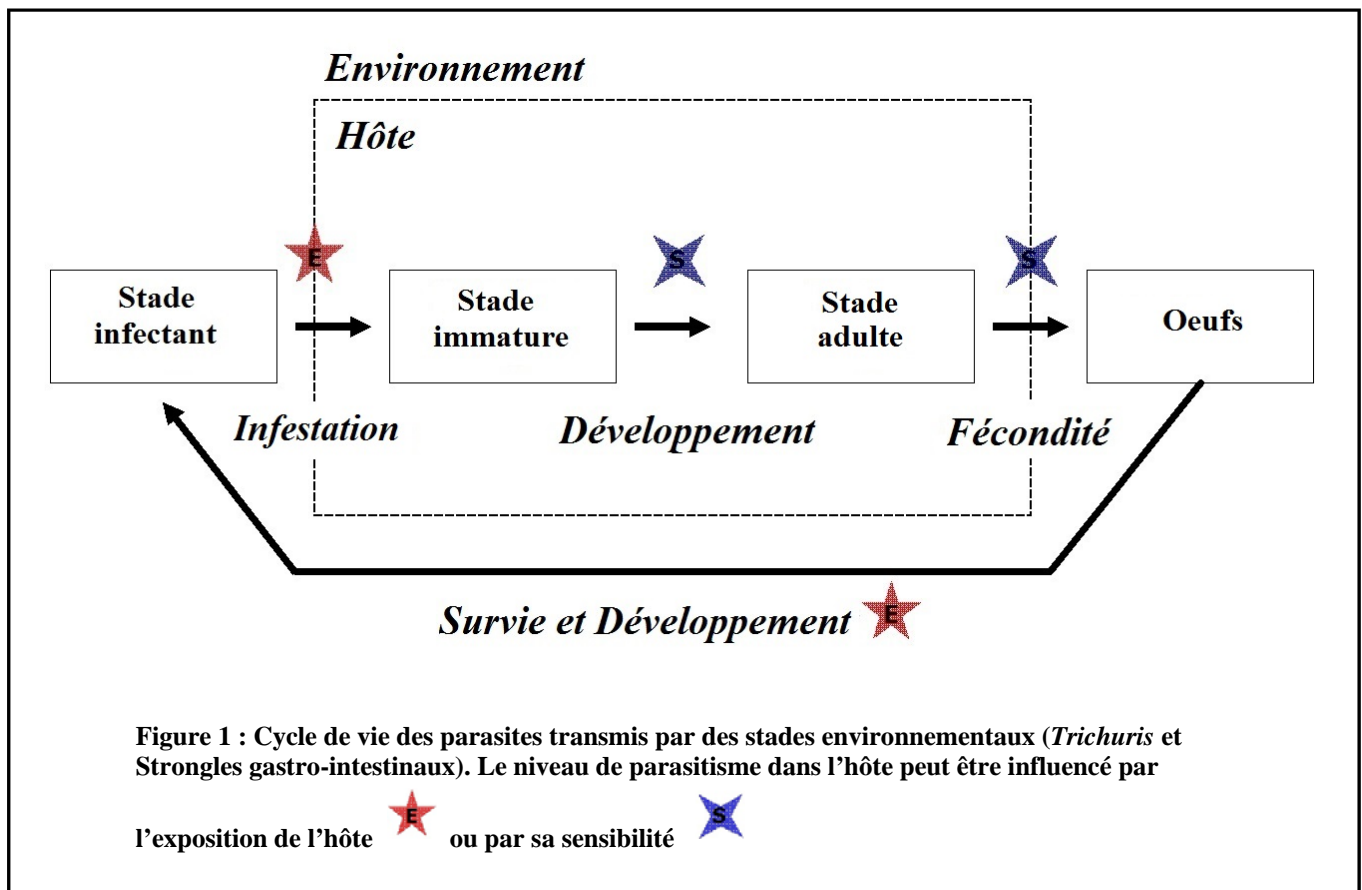 Environnement
Hôte
E
S
S
Stade
infectant
Stade
immature
Stade
adulte
Oeufs
Infestation
Développement
Fécondité
Survie et Développement E
Figure 1 : Cycle de vie des parasites transmis par des stades environnementaux (Trichuris et
Strongles gastro-intestinaux). Le niveau de parasitisme dans l’hôte peut être influencé par
l’exposition de l’hôte E ou par sa sensibilité S